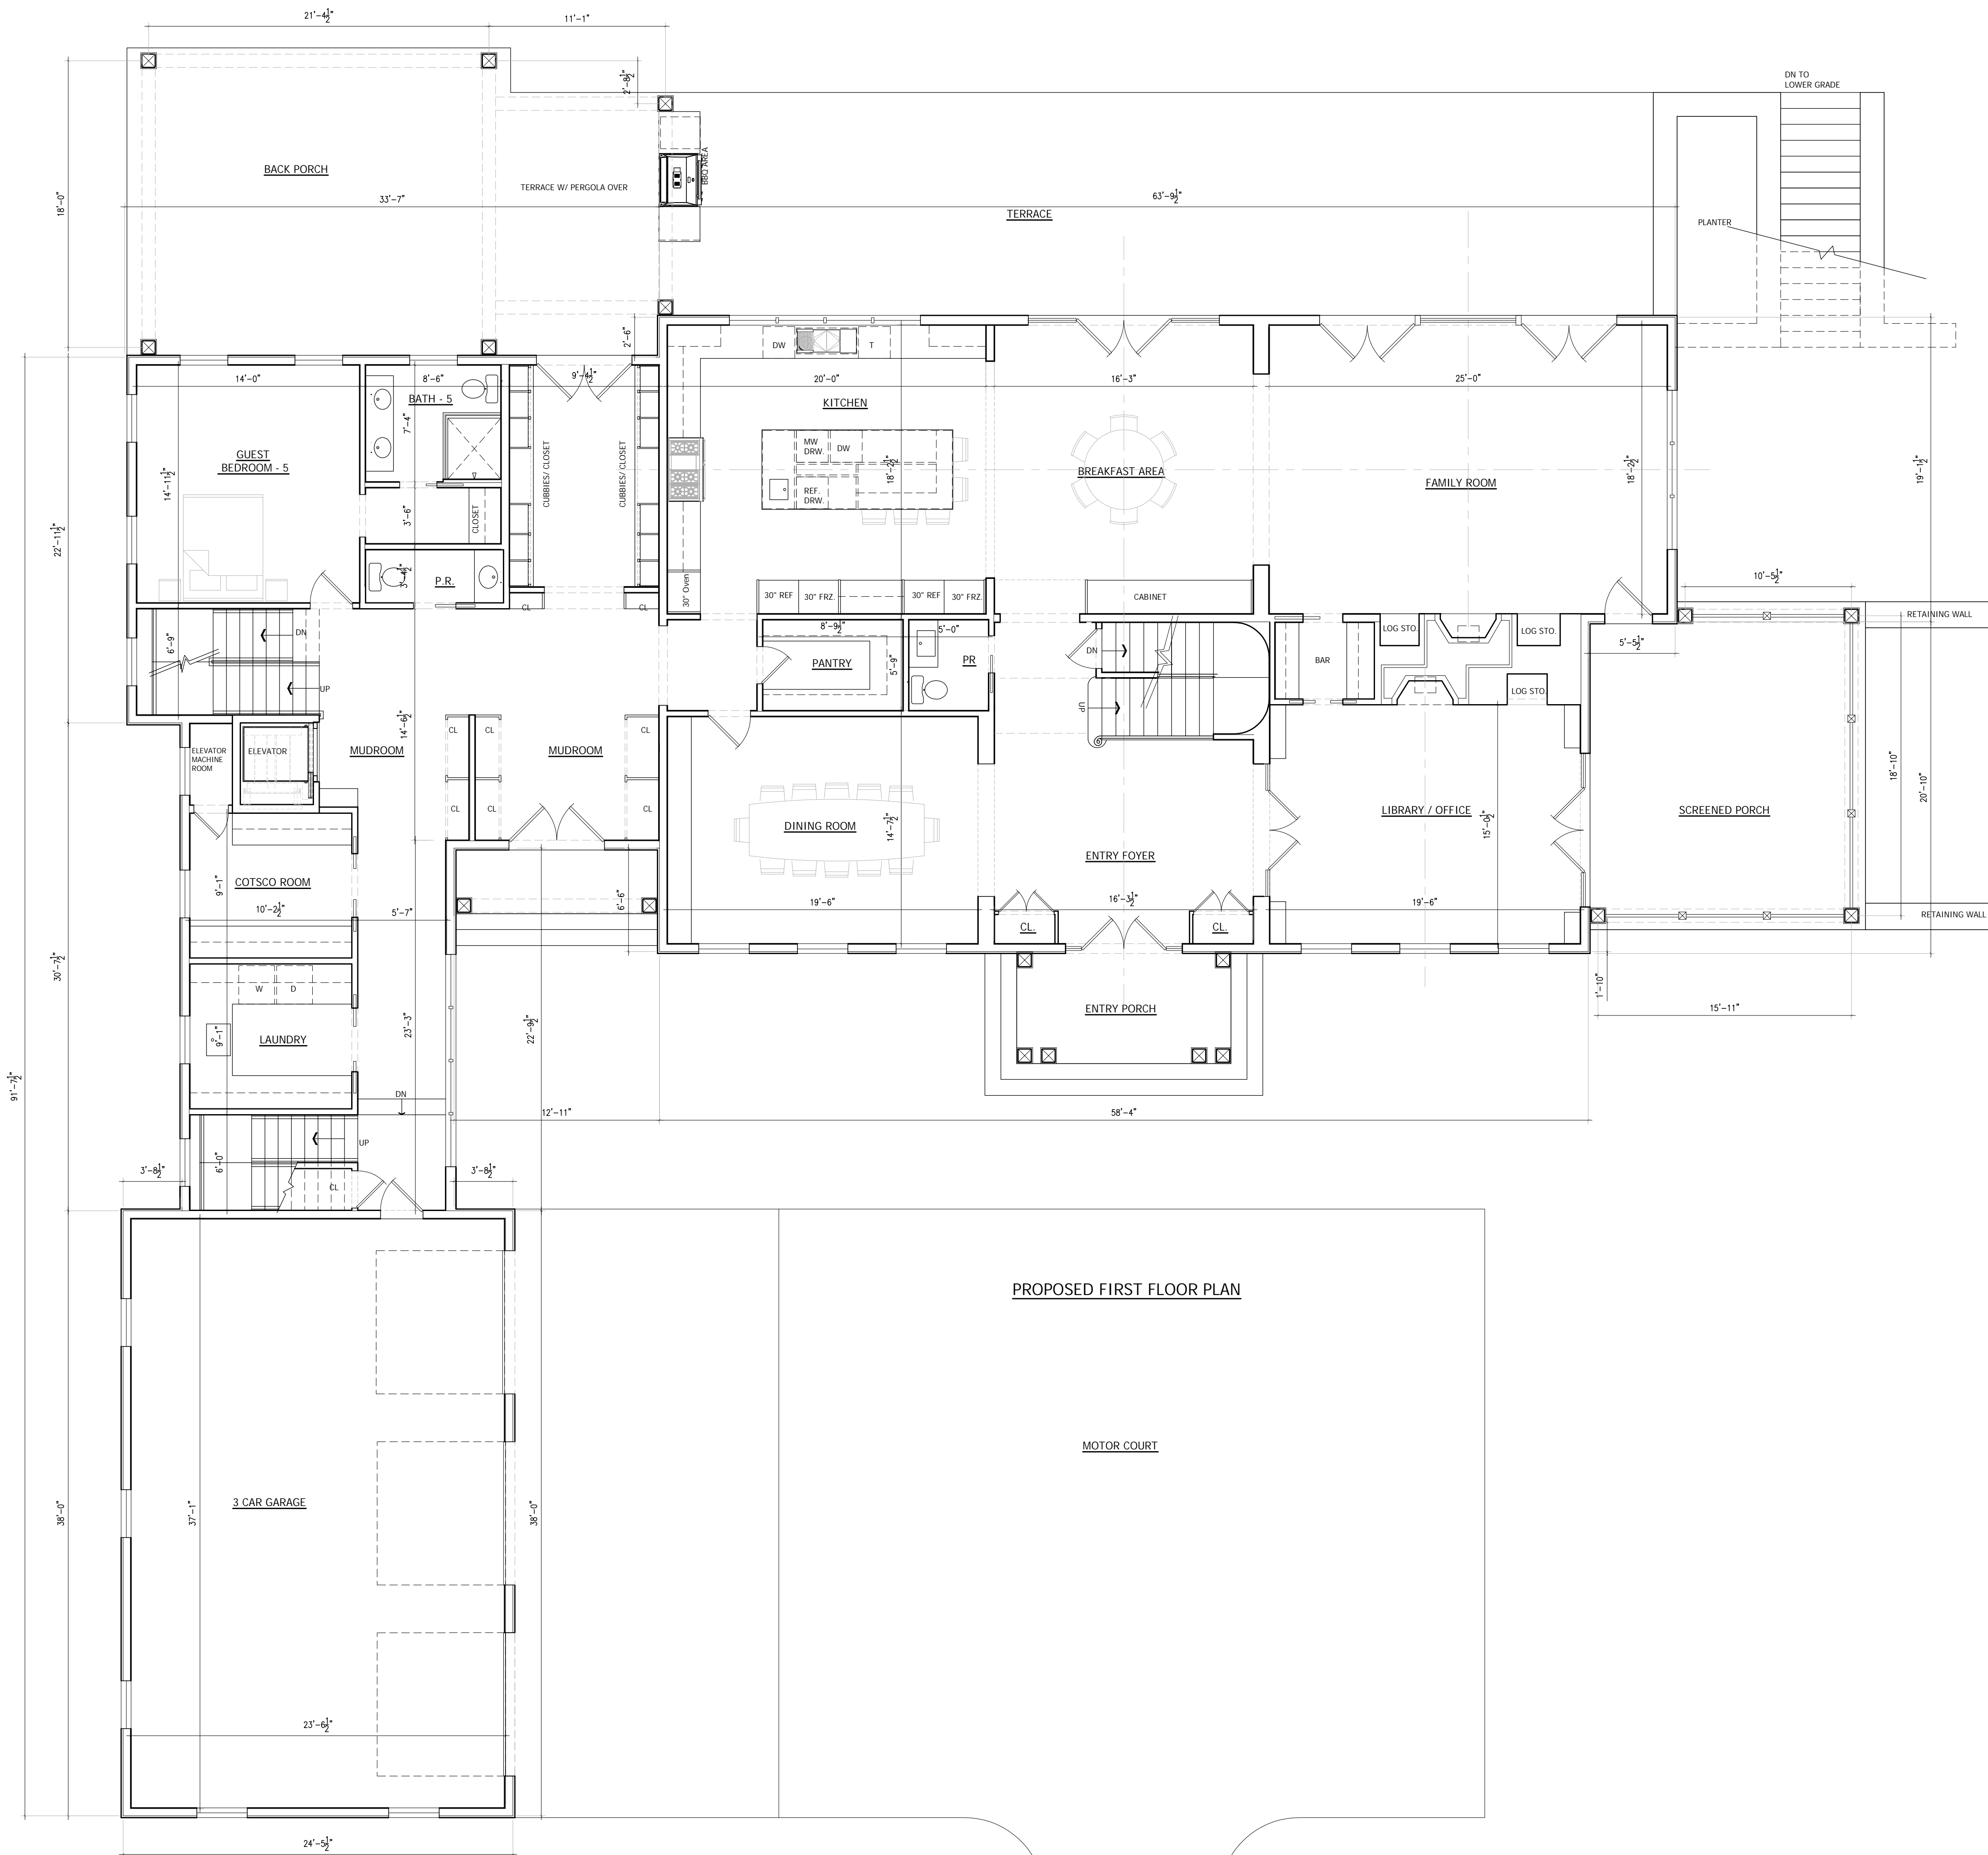 21'-4½"
11'-1"
2'-8½"
DN TO
LOWER GRADE
BACK PORCH
TERRACE W/ PERGOLA OVER
BBQ AREA
18'-0"
33'-7"
63'-9½"
TERRACE
PLANTER
2'-6"
DW
T
14'-0"
8'-6"
9'-4½"
20'-0"
16'-3"
25'-0"
BATH - 5
KITCHEN
7'-4"
GUEST
BEDROOM - 5
14'-11½"
CUBBIES/ CLOSET
CUBBIES/ CLOSET
MW
DRW.
DW
REF.
DRW.
18'-2½"
BREAKFAST AREA
FAMILY ROOM
18'-2½"
19'-1½"
22'-11½"
3'-6"
CLOSET
3'-4½"
P.R.
30" Oven
30" REF
30" FRZ.
30" REF
30" FRZ.
CABINET
10'-5½"
CL
CL
RETAINING WALL
6'-9"
DN
UP
8'-9½"
5'-0"
PANTRY
5'-9"
PR
DN
UP
BAR
LOG STO.
LOG STO.
LOG STO.
5'-5½"
14'-6½"
CL
CL
CL
ELEVATOR
MACHINE
ROOM
ELEVATOR
MUDROOM
MUDROOM
CL
CL
CL
18'-10"
20'-10"
DINING ROOM
14'-7½"
LIBRARY / OFFICE
15'-0½"
SCREENED PORCH
ENTRY FOYER
COTSCO ROOM
9'-1"
10'-2½"
5'-7"
6'-6"
19'-6"
16'-3½"
19'-6"
CL.
CL.
RETAINING WALL
30'-7½"
W
D
1'-10"
ENTRY PORCH
15'-11"
9'-1"
LAUNDRY
23'-3"
22'-9½"
91'-7½"
DN
12'-11"
58'-4"
UP
6'-0"
3'-8½"
3'-8½"
CL
PROPOSED FIRST FLOOR PLAN
MOTOR COURT
3 CAR GARAGE
38'-0"
37'-1"
38'-0"
23'-6½"
24'-5½"